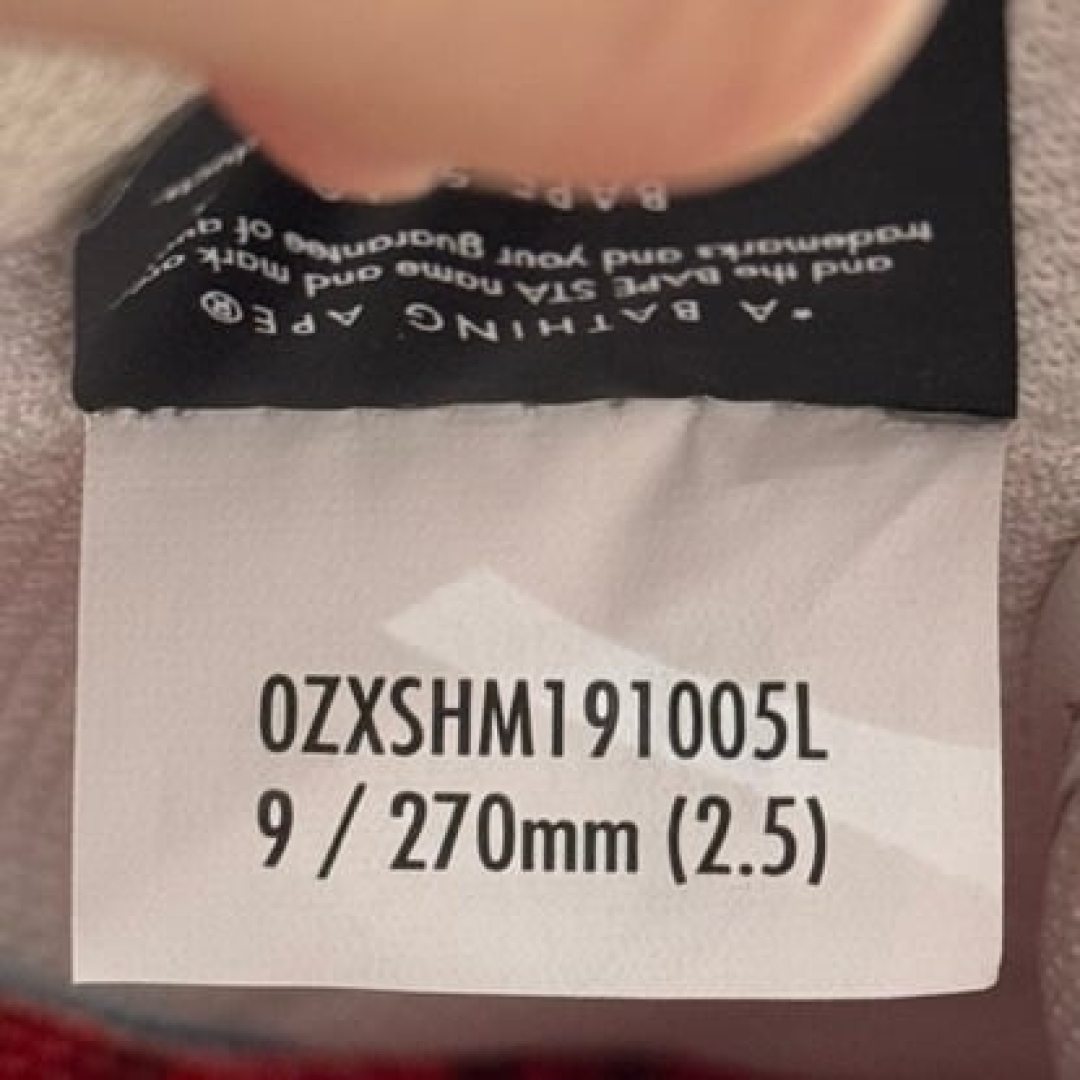 *A BATHING APE®
and the BAPE STA name and mark
trademarks and your guarantee of
BAPE
0ZXSHM191005L
9 / 270mm (2.5)